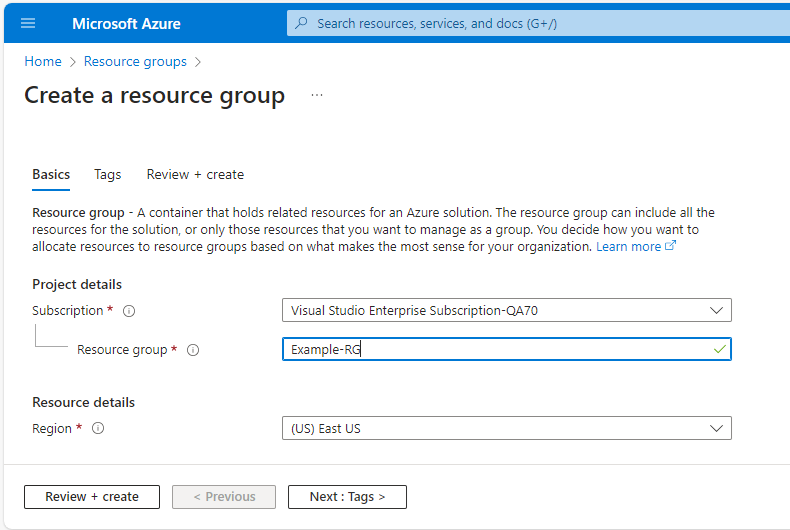 Microsoft Azure
Search resources, services, and docs (G+/)
Home > Resource groups >
Create a resource group ...
Basics Tags Review + create
Resource group - A container that holds related resources for an Azure solution. The resource group can include all the
resources for the solution, or only those resources that you want to manage as a group. You decide how you want to
allocate resources to resource groups based on what makes the most sense for your organization. Learn more
Project details
Subscription * Visual Studio Enterprise Subscription-QA70
Resource group * Example-RG
Resource details
Region * (US) East US
Review + create < Previous Next : Tags >